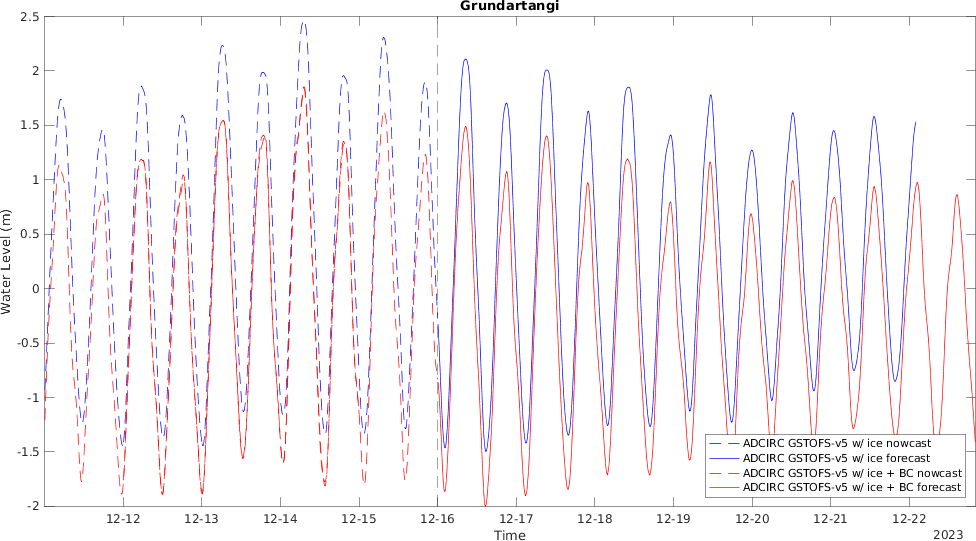 Grundartangi
2.5
2
1.5
1
0.5
0
-0.5
-1
-1.5
-2
Water Level (m)
12-12 12-13 12-14 12-15 12-16 12-17 12-18 12-19 12-20 12-21 12-22
Time
2023
ADCIRC GSTOFS-v5 w/ ice nowcast
ADCIRC GSTOFS-v5 w/ ice forecast
ADCIRC GSTOFS-v5 w/ ice + BC nowcast
ADCIRC GSTOFS-v5 w/ ice + BC forecast